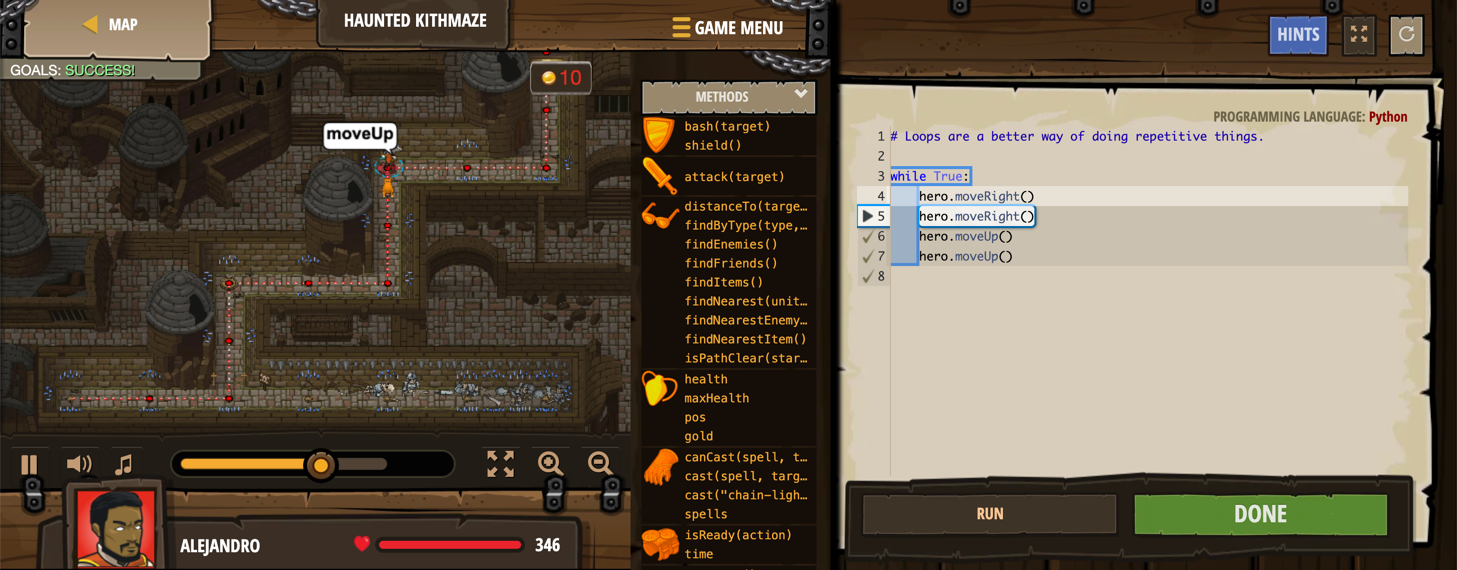 MAP
HAUNTED KITHMAZE
GAME MENU
GOALS: SUCCESS!
10
moveUp
METHODS
bash(target)
shield()
attack(target)
distanceTo(targe…
findByType(type,…
findEnemies()
findFriends()
findItems()
findNearest(unit…
findNearestEnemy…
findNearestItem()
isPathClear(star…
health
maxHealth
pos
gold
canCast(spell, t…
cast(spell, targ…
cast("chain-ligh…
spells
isReady(action)
time
ALEJANDRO
346
HINTS
PROGRAMMING LANGUAGE: Python
1 # Loops are a better way of doing repetitive things.
2
3 while True:
4 hero.moveRight()
5 hero.moveRight()
6 hero.moveUp()
7 hero.moveUp()
8
RUN
DONE